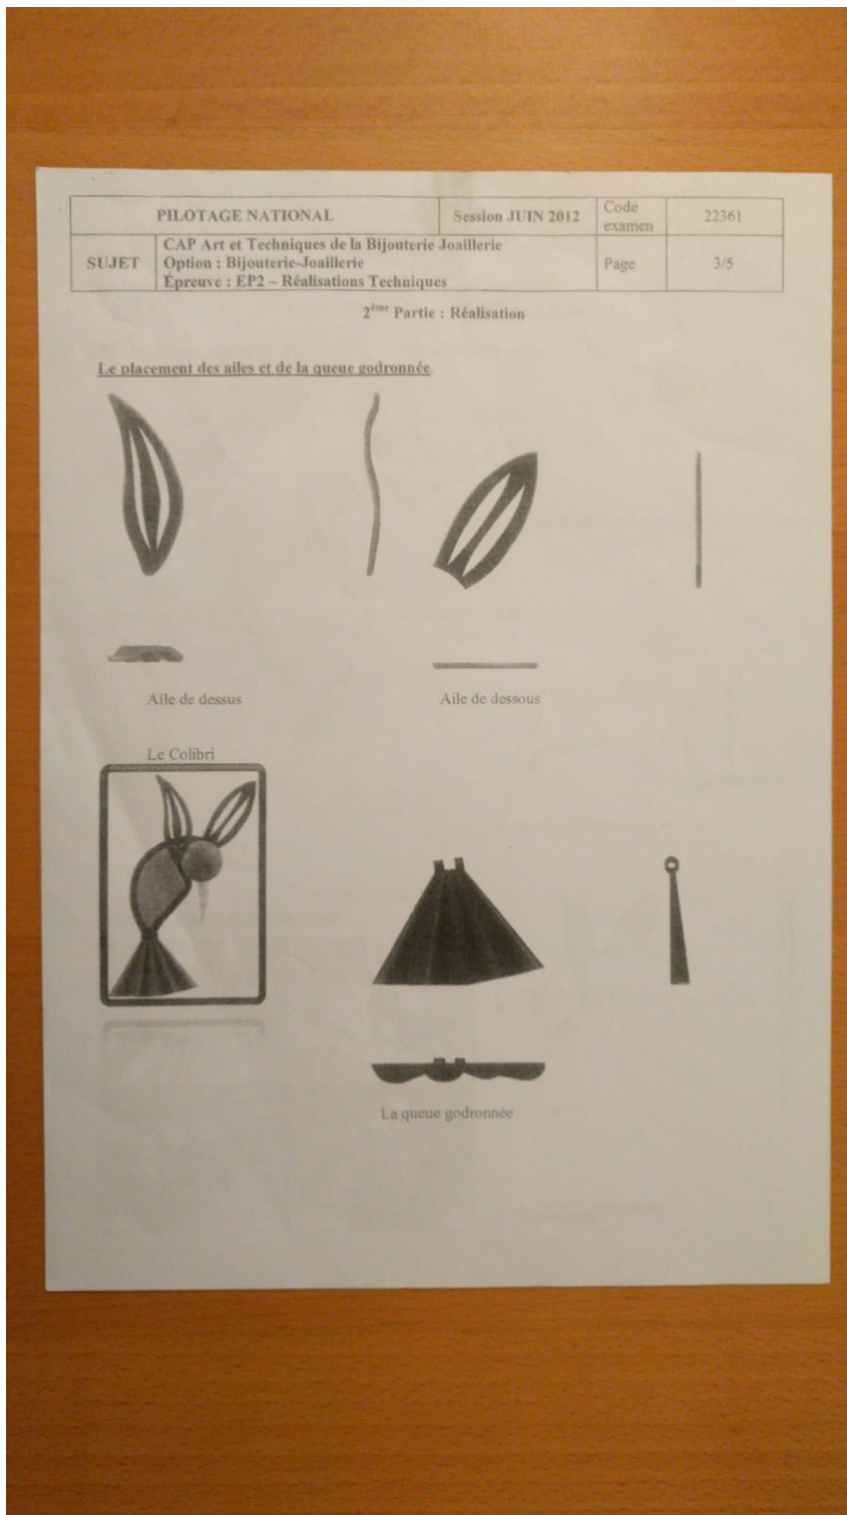 PILOTAGE NATIONAL Session JUIN 2012 Code examen 22361
SUJET CAP Art et Techniques de la Bijouterie Joaillerie
Option : Bijouterie-Joaillerie
Épreuve : EP2 – Réalisations Techniques
Page 3/5
2ème Partie : Réalisation
Le placement des ailes et de la queue godronnée.
Aile de dessus Aile de dessous
Le Colibri
La queue godronnée